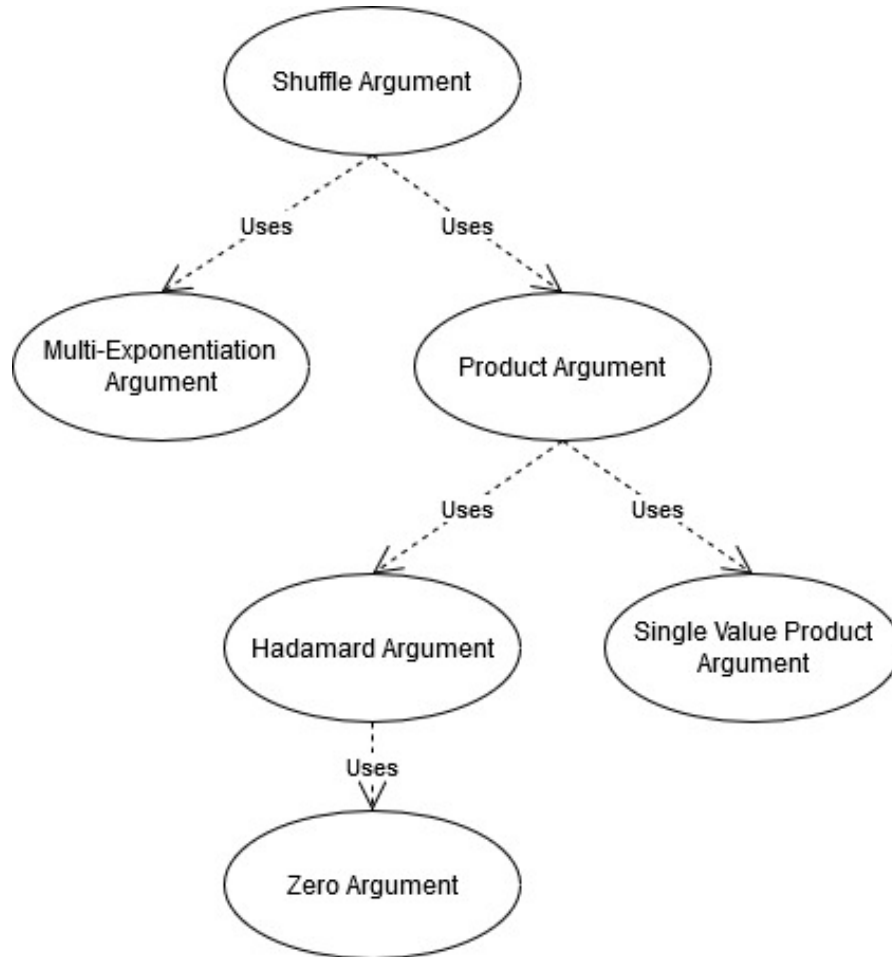 Shuffle Argument
Uses
Uses
Multi-Exponentiation
Argument
Product Argument
Uses
Uses
Hadamard Argument
Single Value Product
Argument
Uses
Zero Argument